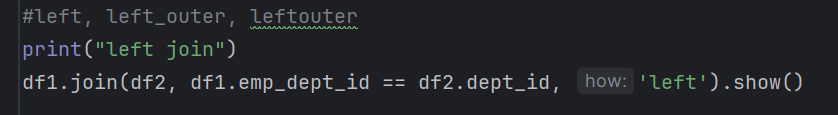 #left, left_outer, leftouter
print("left join")
df1.join(df2, df1.emp_dept_id == df2.dept_id, how: 'left').show()